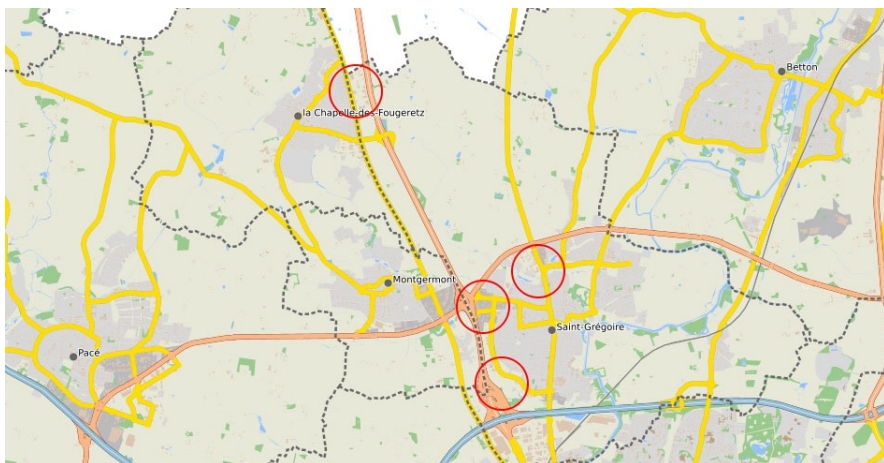 Betton
la Chapelle-des-Fougeretz
Montgermont
Saint-Grégoire
Pacé